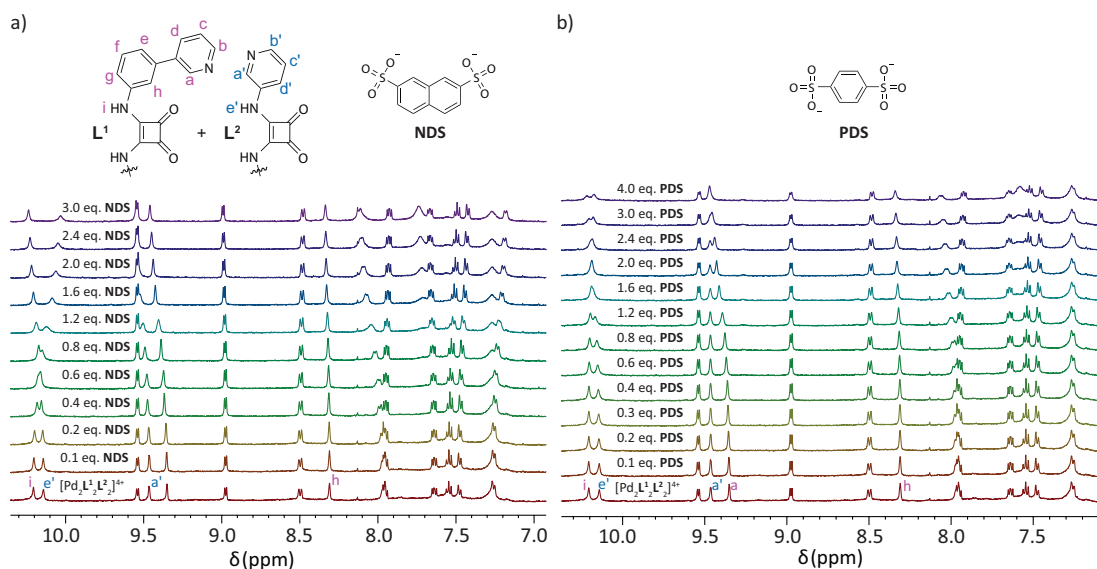 a)
d
c
f
e
b
g
a
N
h
i
HN
O
O
HN
L¹
+
N
b'
a'
c'
d'
e'
HN
O
O
HN
L²
O⁻
O S O
O⁻
O S O
NDS
3.0 eq. NDS
2.4 eq. NDS
2.0 eq. NDS
1.6 eq. NDS
1.2 eq. NDS
0.8 eq. NDS
0.6 eq. NDS
0.4 eq. NDS
0.2 eq. NDS
0.1 eq. NDS
i e' [Pd₂L¹₂L²₂]⁴⁺ a' h
10.0 9.5 9.0 8.5 8.0 7.5 7.0
δ(ppm)
b)
O
O S
O⁻
O⁻
S O
O
PDS
4.0 eq. PDS
3.0 eq. PDS
2.4 eq. PDS
2.0 eq. PDS
1.6 eq. PDS
1.2 eq. PDS
0.8 eq. PDS
0.6 eq. PDS
0.4 eq. PDS
0.3 eq. PDS
0.2 eq. PDS
0.1 eq. PDS
i e' [Pd₂L¹₂L²₂]⁴⁺ a' a h
10.0 9.5 9.0 8.5 8.0 7.5
δ(ppm)